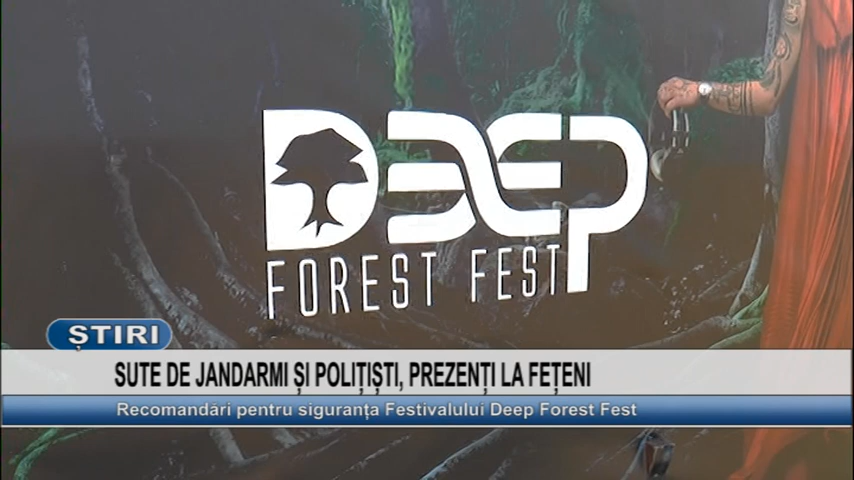 DEEP
FOREST FEST
ȘTIRI
SUTE DE JANDARMI ȘI POLIȚIȘTI, PREZENȚI LA FEȚENI
Recomandări pentru siguranța Festivalului Deep Forest Fest